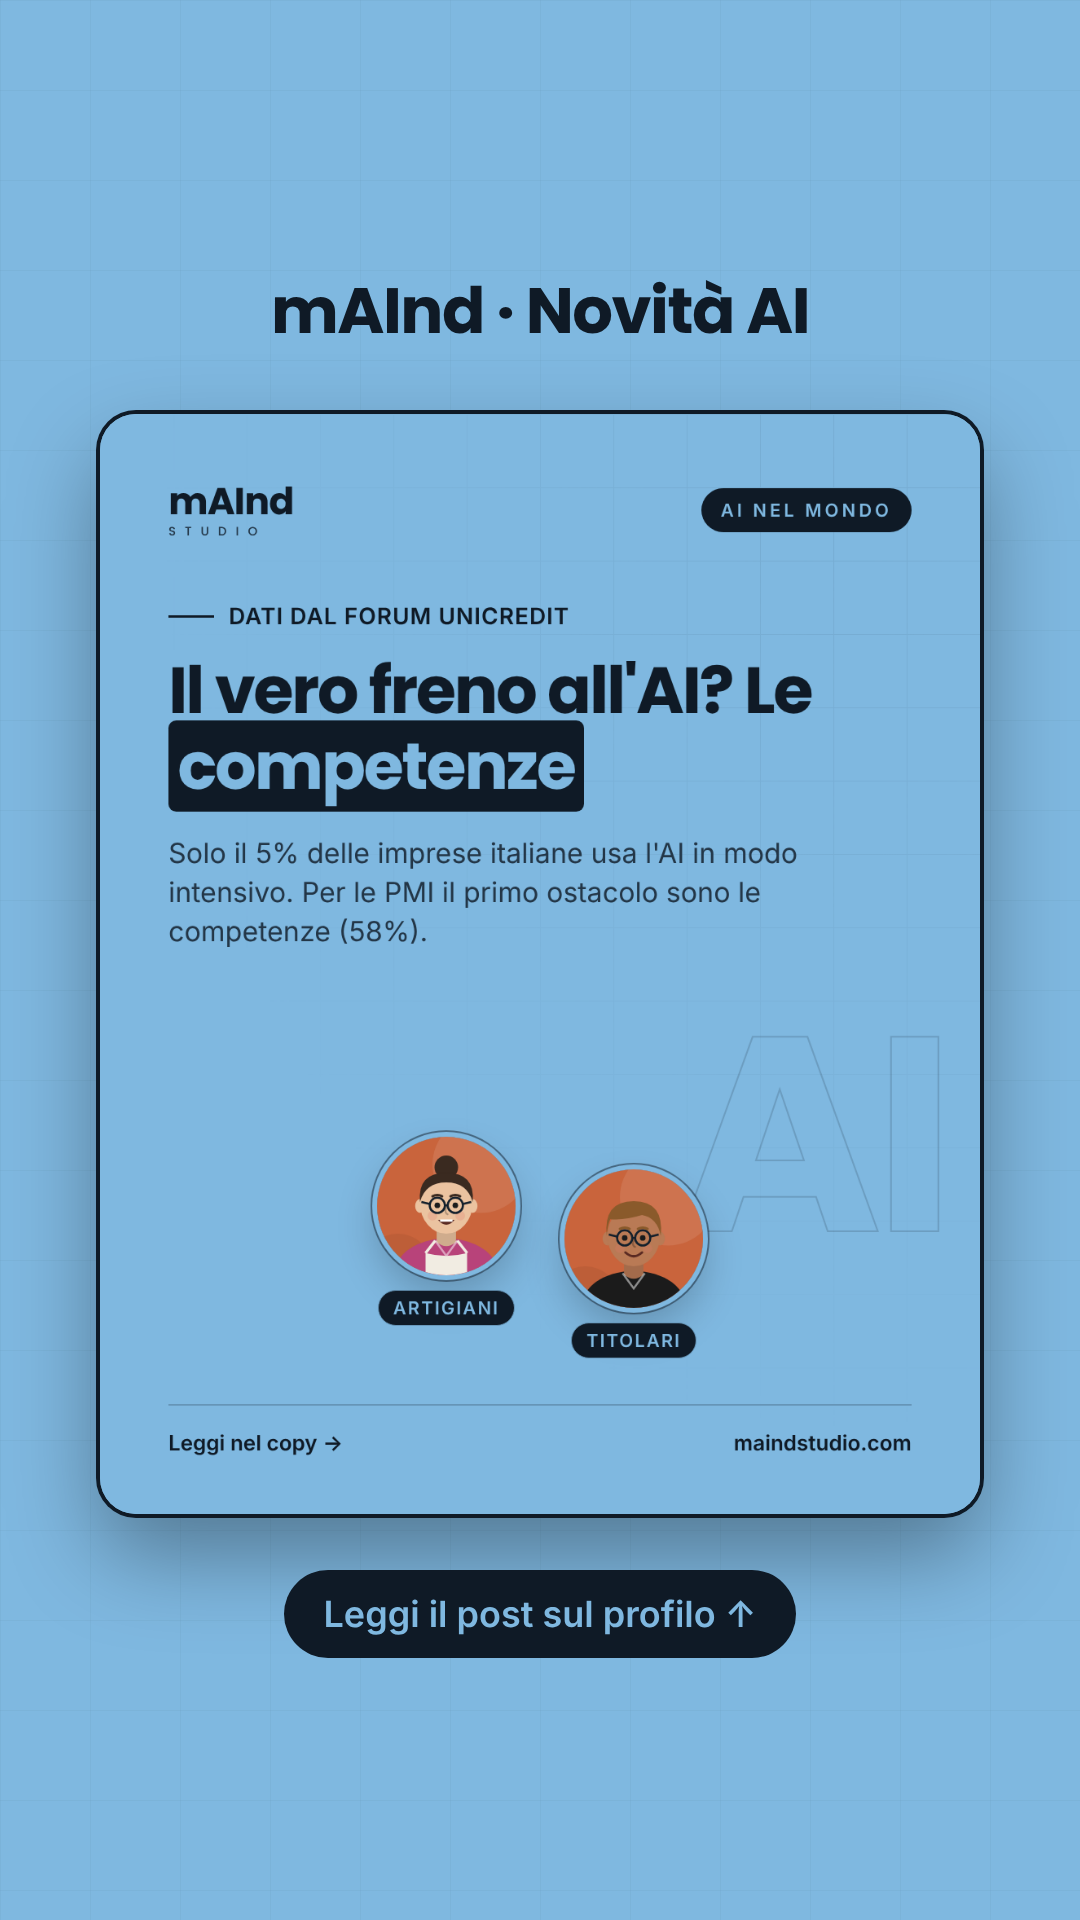 mAInd · Novità AI
mAInd
STUDIO
AI NEL MONDO
DATI DAL FORUM UNICREDIT
Il vero freno all'AI? Le
competenze
Solo il 5% delle imprese italiane usa l'AI in modo
intensivo. Per le PMI il primo ostacolo sono le
competenze (58%).
AI
ARTIGIANI
TITOLARI
Leggi nel copy →
maindstudio.com
Leggi il post sul profilo ↑